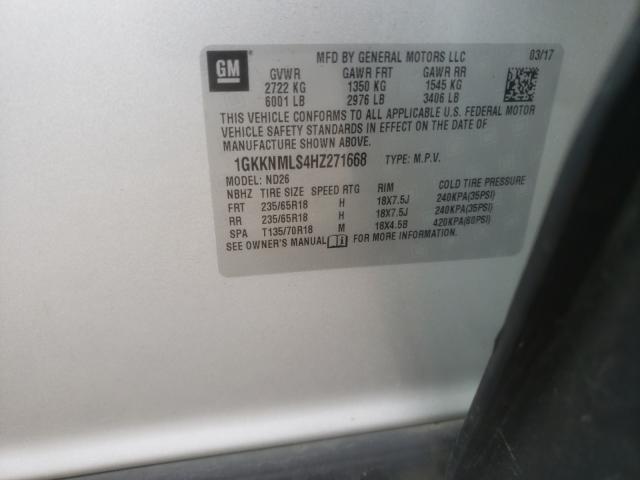 GM
MFD BY GENERAL MOTORS LLC 03/17
GVWR GAWR FRT GAWR RR
2722 KG 1350 KG 1545 KG
6001 LB 2976 LB 3406 LB
THIS VEHICLE CONFORMS TO ALL APPLICABLE U.S. FEDERAL MOTOR
VEHICLE SAFETY STANDARDS IN EFFECT ON THE DATE OF
MANUFACTURE SHOWN ABOVE.
1GKKNMLS4HZ271668 TYPE: M.P.V.
MODEL: ND26
NBHZ TIRE SIZE SPEED RTG RIM COLD TIRE PRESSURE
FRT 235/65R18 H 18X7.5J 240KPA(35PSI)
RR 235/65R18 H 18X7.5J 240KPA(35PSI)
SPA T135/70R18 M 18X4.5B 420KPA(60PSI)
SEE OWNER'S MANUAL FOR MORE INFORMATION.